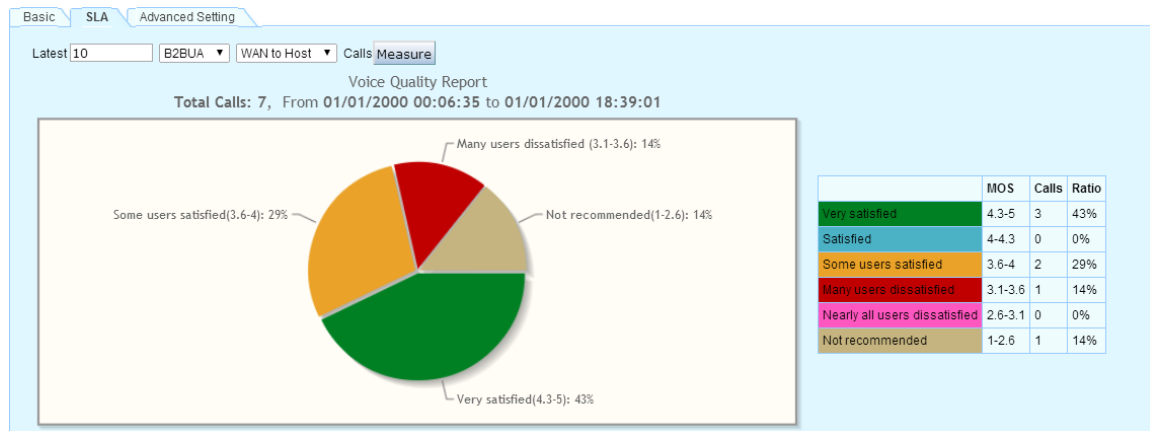 Basic SLA Advanced Setting
Latest 10 B2BUA WAN to Host Calls Measure
Voice Quality Report
Total Calls: 7, From 01/01/2000 00:06:35 to 01/01/2000 18:39:01
Many users dissatisfied (3.1-3.6): 14%
Some users satisfied(3.6-4): 29%
Not recommended(1-2.6): 14%
Very satisfied(4.3-5): 43%
MOS Calls Ratio
Very satisfied 4.3-5 3 43%
Satisfied 4-4.3 0 0%
Some users satisfied 3.6-4 2 29%
Many users dissatisfied 3.1-3.6 1 14%
Nearly all users dissatisfied 2.6-3.1 0 0%
Not recommended 1-2.6 1 14%